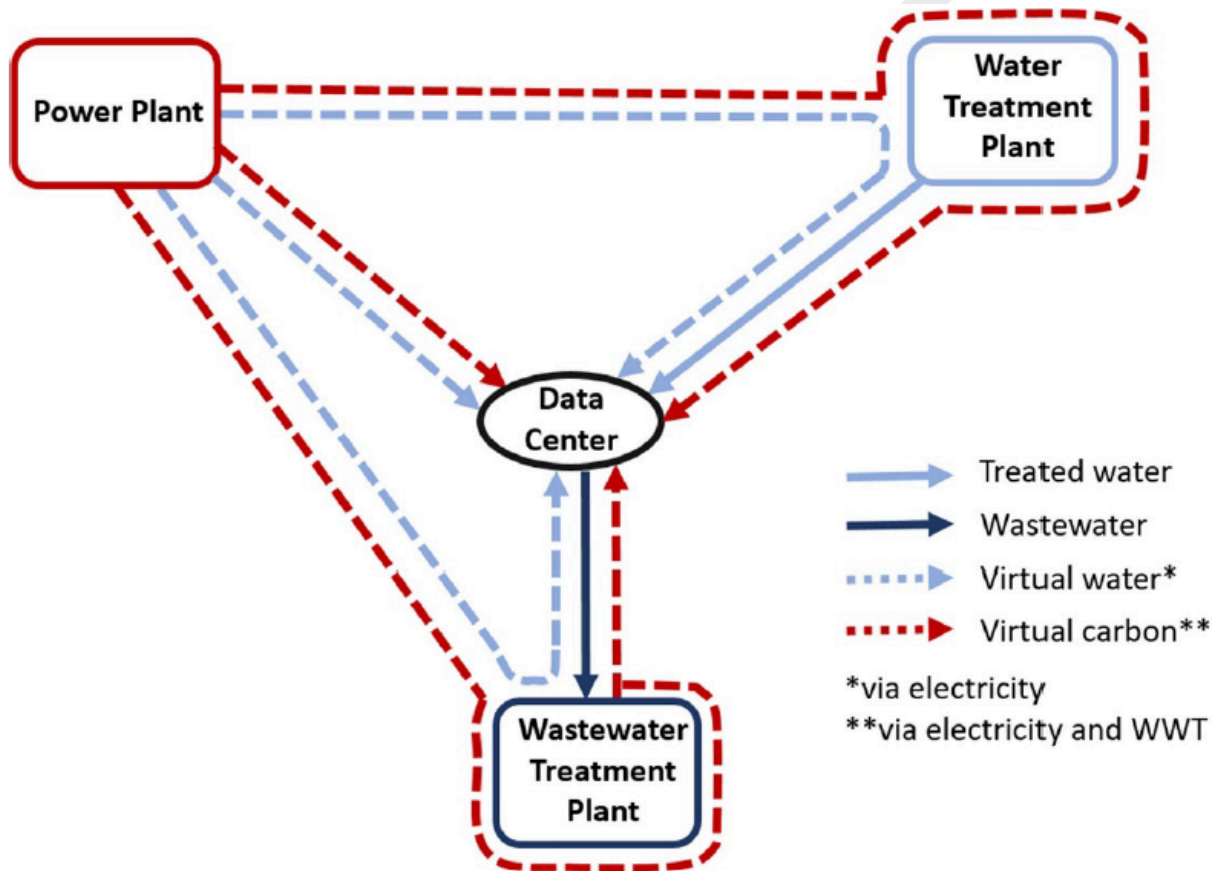 Power Plant
Water
Treatment
Plant
Data
Center
Treated water
Wastewater
Virtual water*
Virtual carbon**
*via electricity
**via electricity and WWT
Wastewater
Treatment
Plant